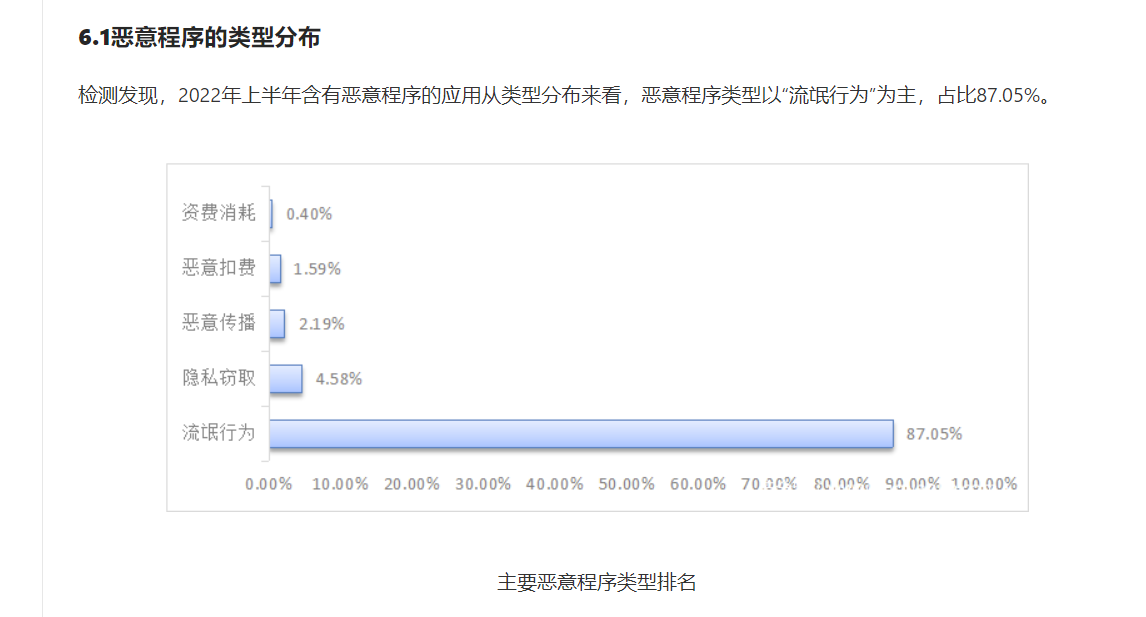 6.1恶意程序的类型分布
检测发现，2022年上半年含有恶意程序的应用从类型分布来看，恶意程序类型以“流氓行为”为主，占比87.05%。
资费消耗 0.40%
恶意扣费 1.59%
恶意传播 2.19%
隐私窃取 4.58%
流氓行为 87.05%
0.00% 10.00% 20.00% 30.00% 40.00% 50.00% 60.00% 70.00% 80.00% 90.00% 100.00%
主要恶意程序类型排名